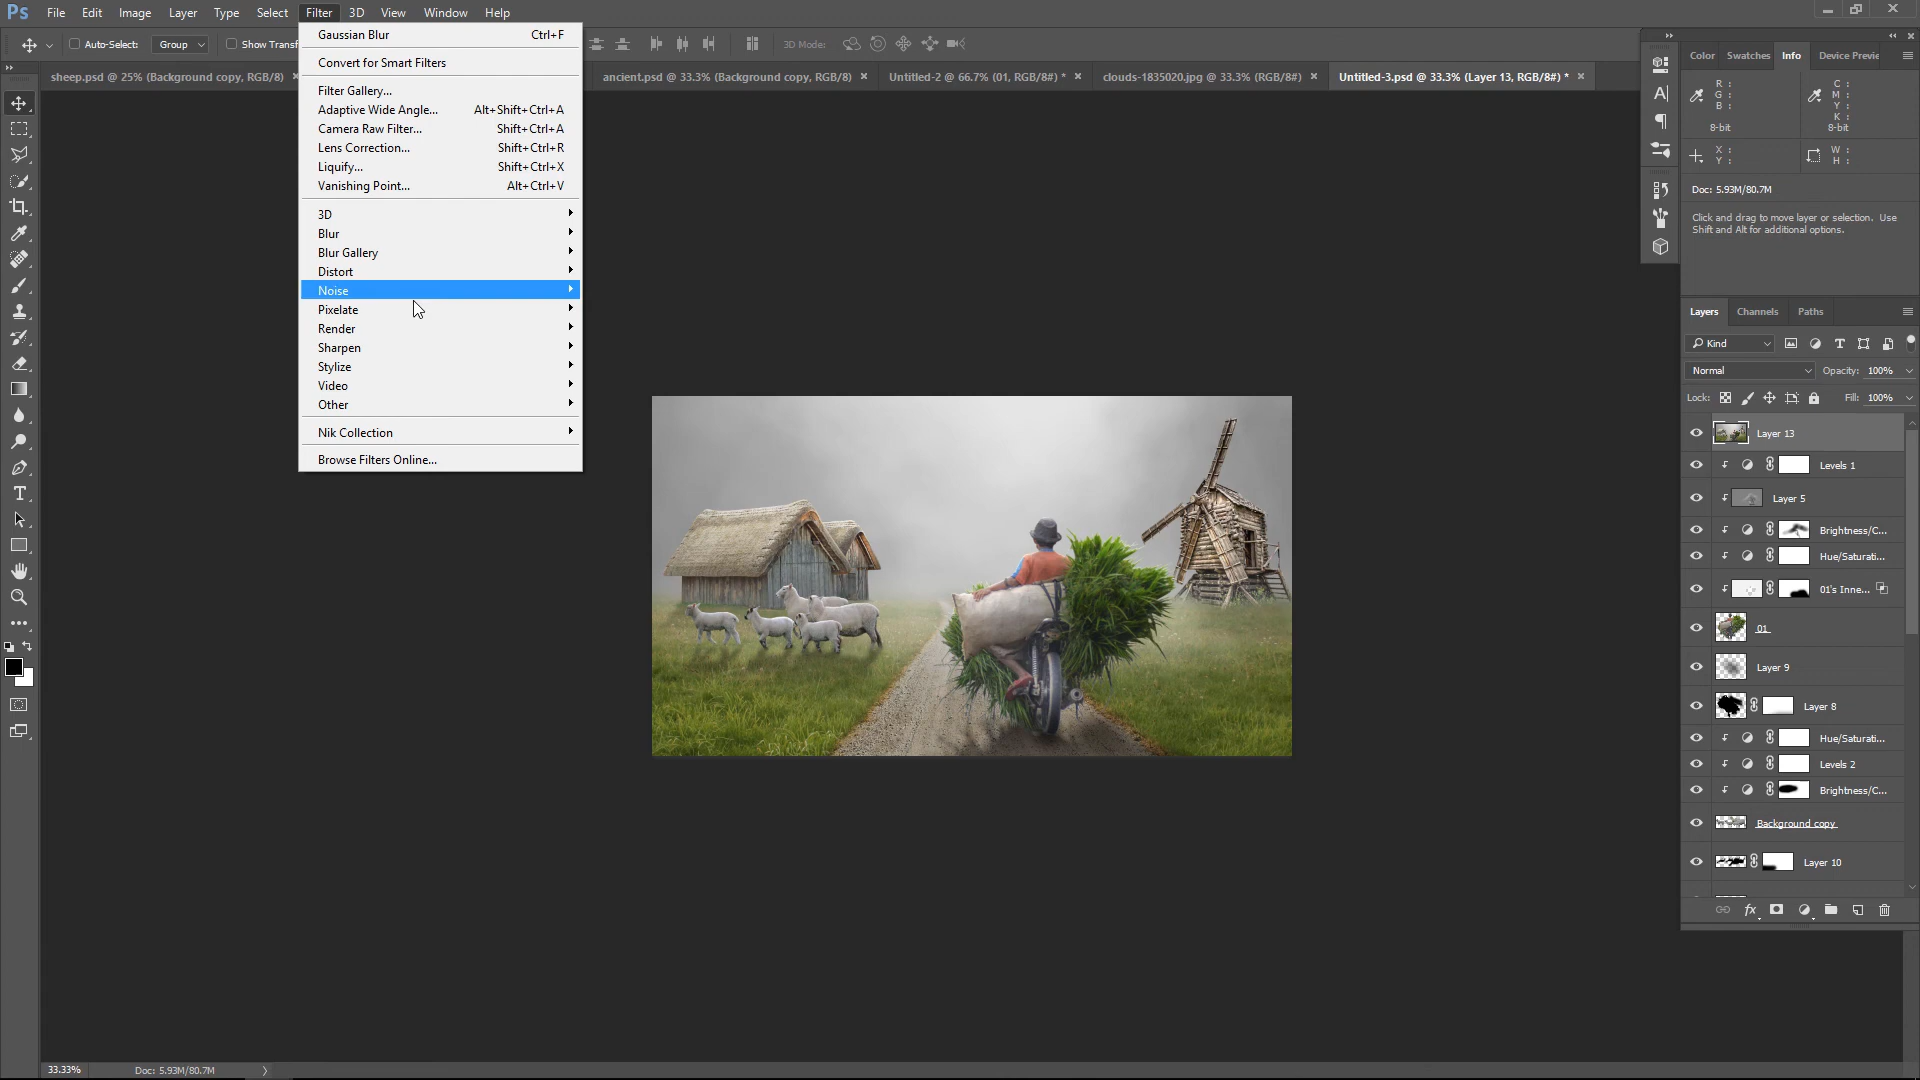 Ps File Edit Image Layer Type Select Filter 3D View Window Help
Auto-Select: Group Show Transf 3D Mode:
sheep.psd @ 25% (Background copy, RGB/8) ancient.psd @ 33.3% (Background copy, RGB/8) Untitled-2 @ 66.7% (01, RGB/8#) * clouds-1835020.jpg @ 33.3% (RGB/8#) Untitled-3.psd @ 33.3% (Layer 13, RGB/8#) *
Gaussian Blur Ctrl+F
Convert for Smart Filters
Filter Gallery...
Adaptive Wide Angle... Alt+Shift+Ctrl+A
Camera Raw Filter... Shift+Ctrl+A
Lens Correction... Shift+Ctrl+R
Liquify... Shift+Ctrl+X
Vanishing Point... Alt+Ctrl+V
3D
Blur
Blur Gallery
Distort
Noise
Pixelate
Render
Sharpen
Stylize
Video
Other
Nik Collection
Browse Filters Online...
Color Swatches Info Device Previe
R : C :
G : M :
B : Y :
K :
8-bit 8-bit
X : W :
Y : H :
Doc: 5.93M/80.7M
Click and drag to move layer or selection. Use
Shift and Alt for additional options.
Layers Channels Paths
Kind
Normal Opacity: 100%
Lock: Fill: 100%
Layer 13
Levels 1
Layer 5
Brightness/C...
Hue/Saturati...
01's Inne...
01
Layer 9
Layer 8
Hue/Saturati...
Levels 2
Brightness/C...
Background copy
Layer 10
33.33% Doc: 5.93M/80.7M